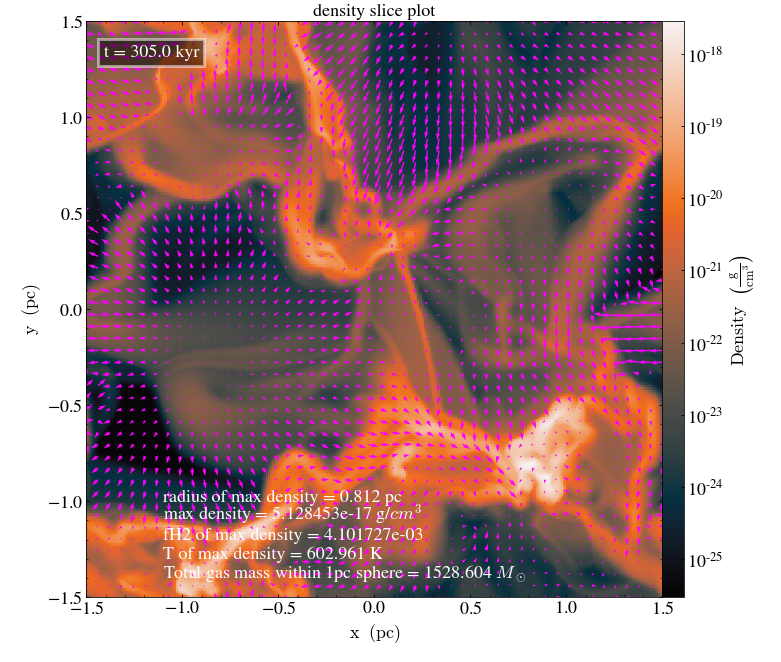 density slice plot
t = 305.0 kyr
1.5
1.0
0.5
0.0
−0.5
−1.0
−1.5
y (pc)
radius of max density = 0.812 pc
max density = 5.128453e-17 g/cm³
fH2 of max density = 4.101727e-03
T of max density = 602.961 K
Total gas mass within 1pc sphere = 1528.604 M☉
−1.5
−1.0
−0.5
0.0
0.5
1.0
1.5
x (pc)
10⁻¹⁸
10⁻¹⁹
10⁻²⁰
10⁻²¹
10⁻²²
10⁻²³
10⁻²⁴
10⁻²⁵
Density (g/cm³)